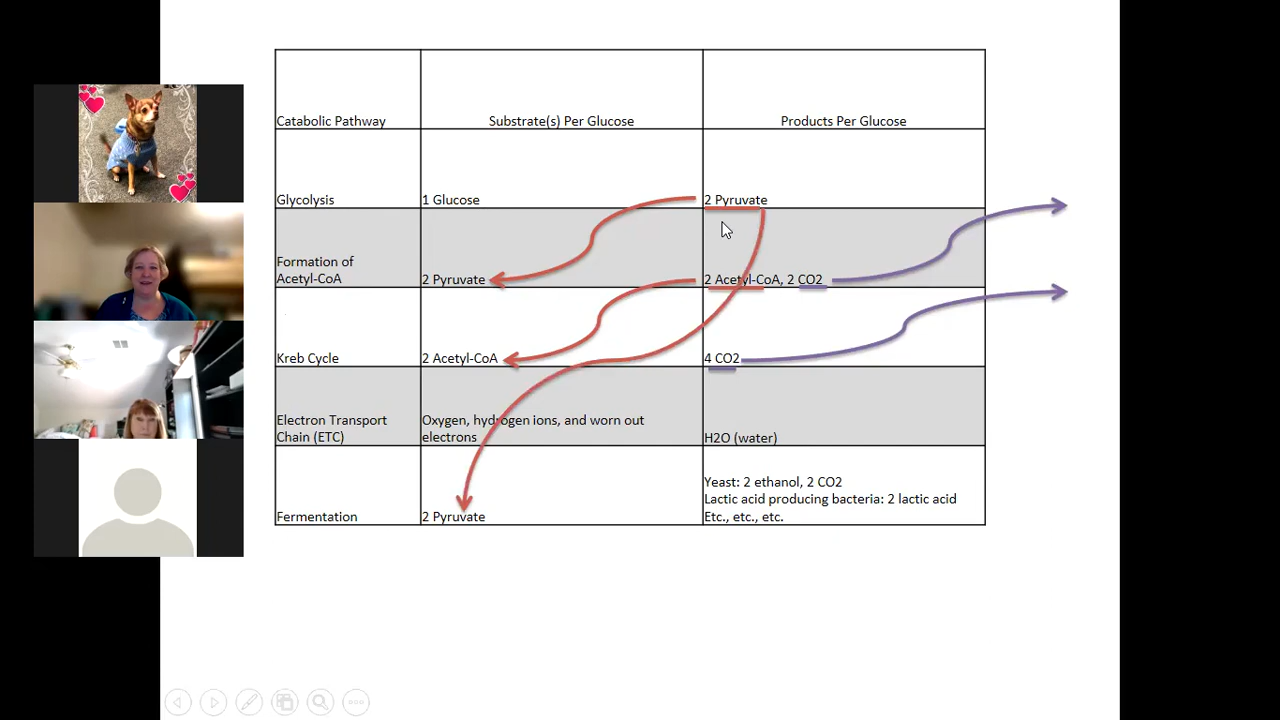 Catabolic Pathway
Substrate(s) Per Glucose
Products Per Glucose
Glycolysis
1 Glucose
2 Pyruvate
Formation of
Acetyl-CoA
2 Pyruvate
2 Acetyl-CoA, 2 CO2
Kreb Cycle
2 Acetyl-CoA
4 CO2
Electron Transport
Chain (ETC)
Oxygen, hydrogen ions, and worn out
electrons
H2O (water)
Fermentation
2 Pyruvate
Yeast: 2 ethanol, 2 CO2
Lactic acid producing bacteria: 2 lactic acid
Etc., etc., etc.